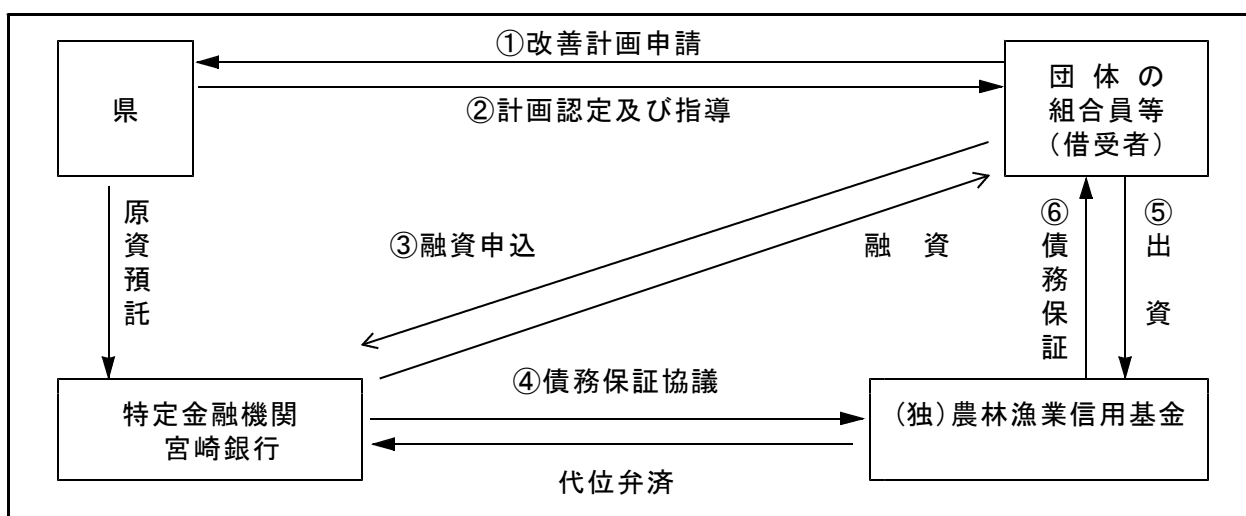 ①改善計画申請
県
②計画認定及び指導
団体の
組合員等
(借受者)
原資預託
③融資申込
融資
⑥債務保証
⑤出資
④債務保証協議
特定金融機関
宮崎銀行
(独)農林漁業信用基金
代位弁済